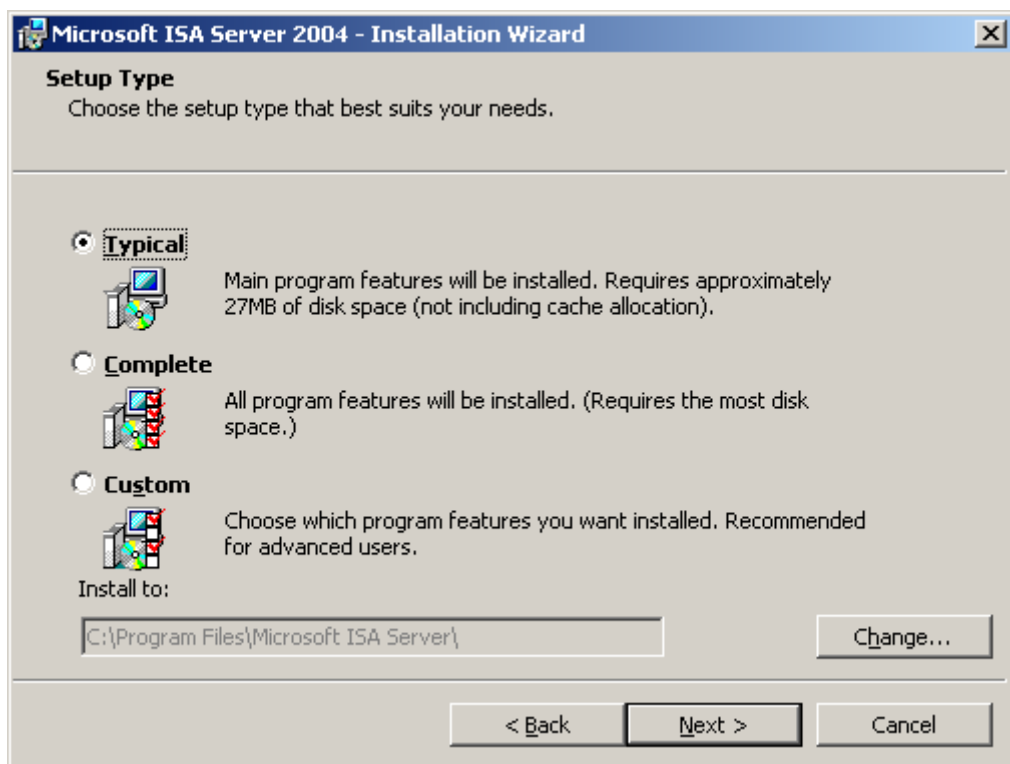 Microsoft ISA Server 2004 - Installation Wizard
Setup Type
Choose the setup type that best suits your needs.
Typical
Main program features will be installed. Requires approximately
27MB of disk space (not including cache allocation).
Complete
All program features will be installed. (Requires the most disk
space.)
Custom
Choose which program features you want installed. Recommended
for advanced users.
Install to:
C:\Program Files\Microsoft ISA Server\
Change...
< Back
Next >
Cancel